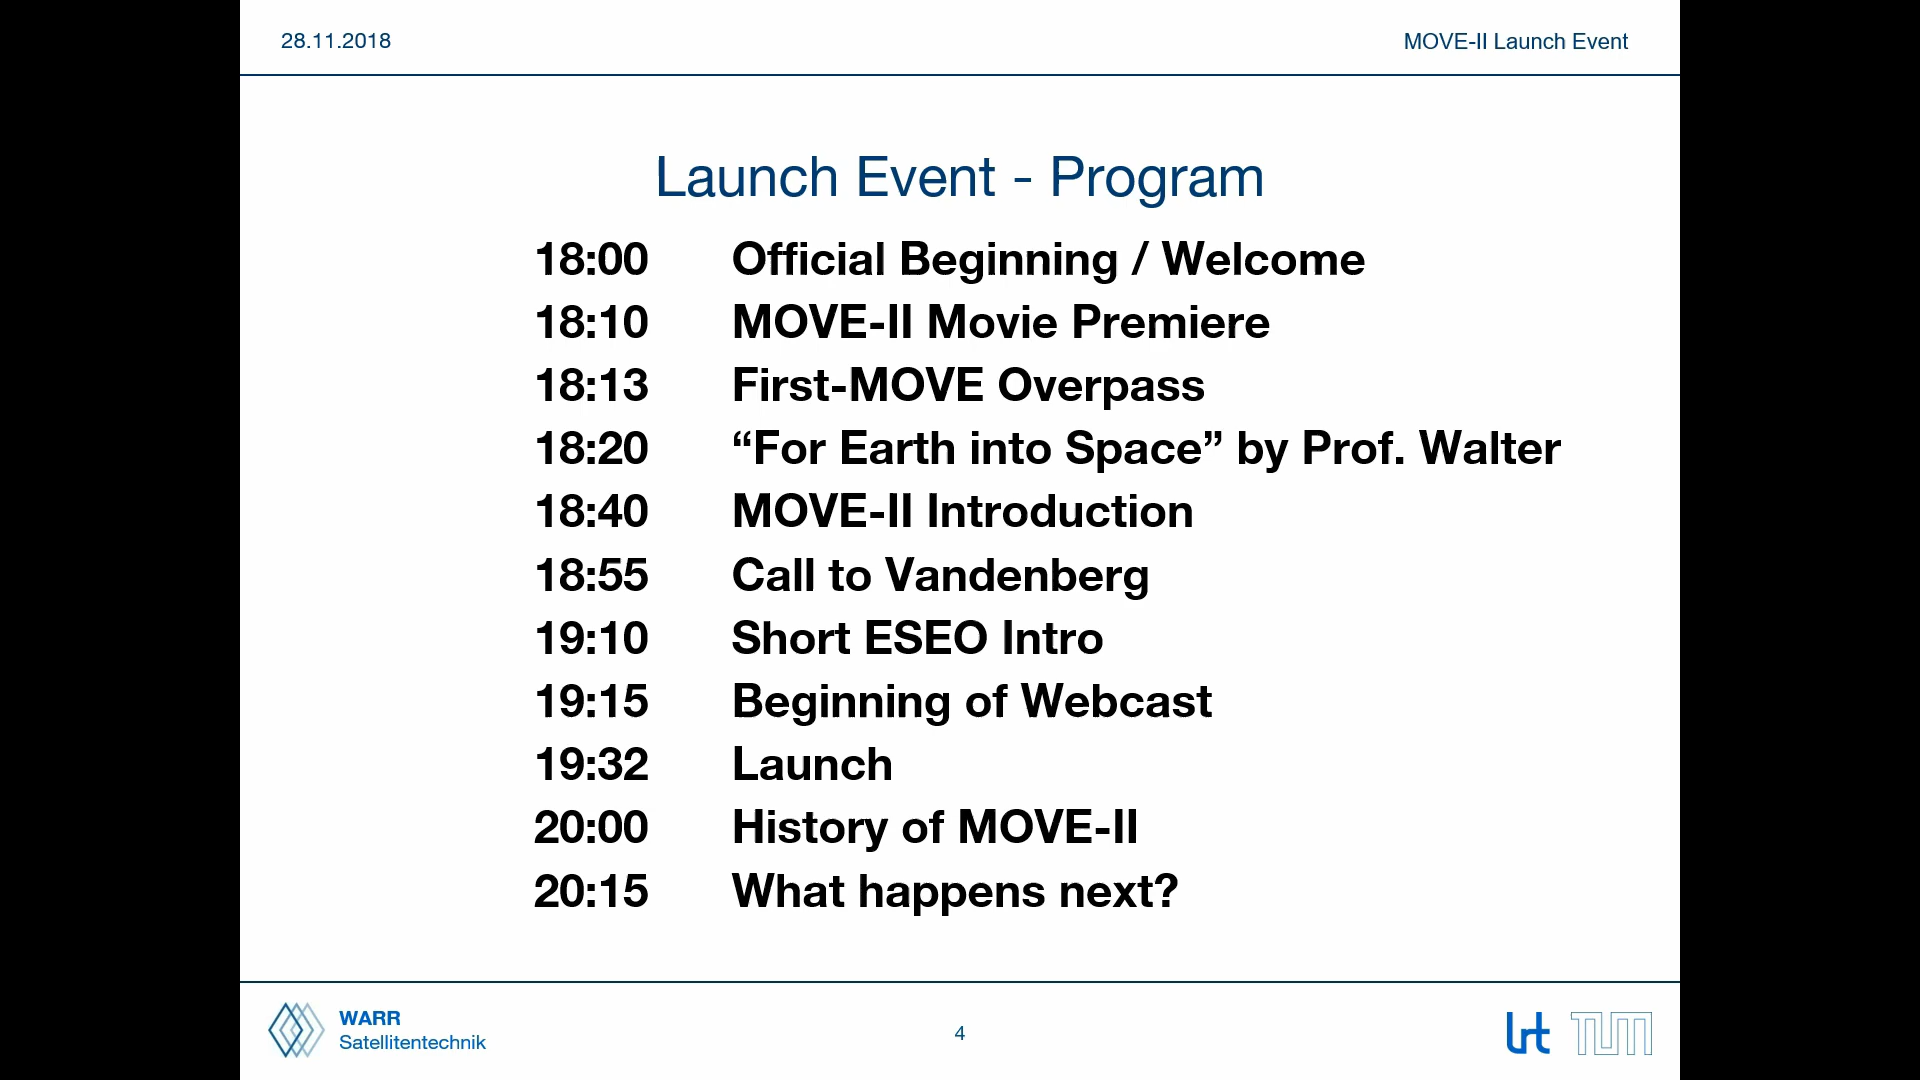 28.11.2018 MOVE-II Launch Event
Launch Event - Program
18:00 Official Beginning / Welcome
18:10 MOVE-II Movie Premiere
18:13 First-MOVE Overpass
18:20 “For Earth into Space” by Prof. Walter
18:40 MOVE-II Introduction
18:55 Call to Vandenberg
19:10 Short ESEO Intro
19:15 Beginning of Webcast
19:32 Launch
20:00 History of MOVE-II
20:15 What happens next?
WARR
Satellitentechnik
4
lrt TUM